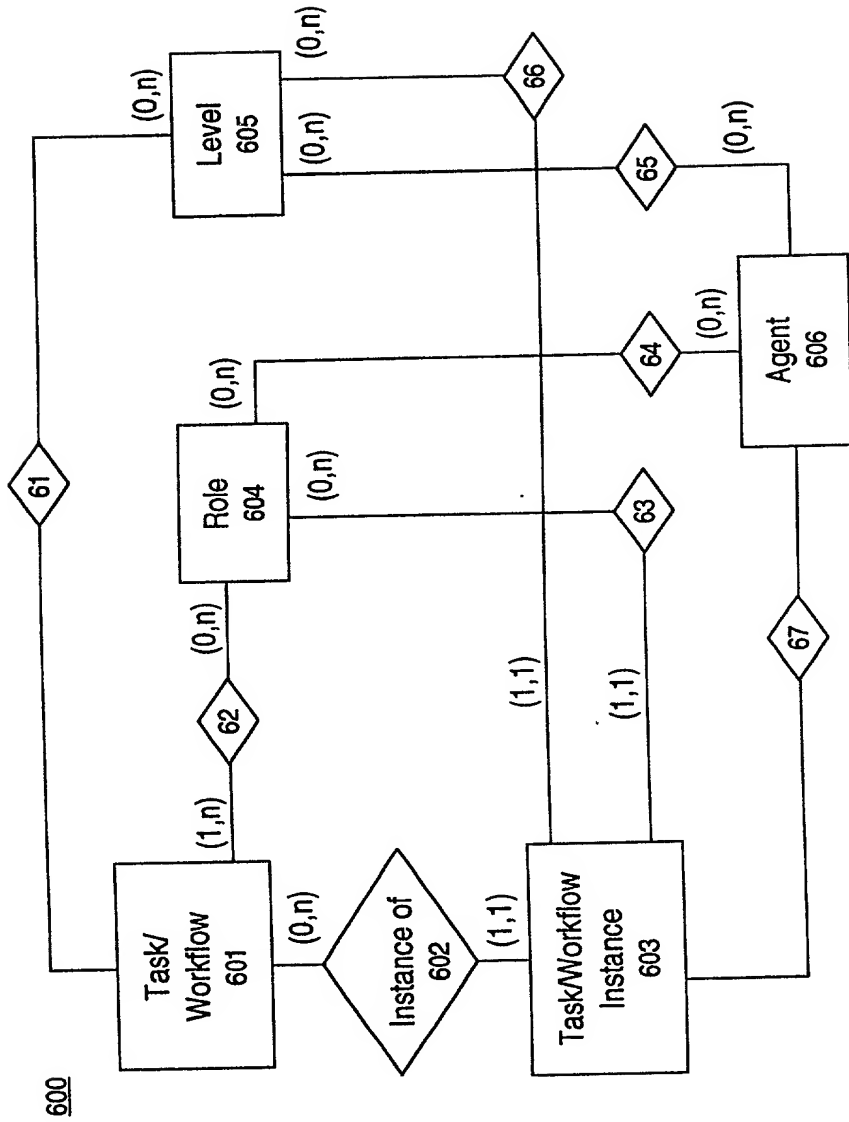 600
61
(0,n)
Level
605
(0,n)
(0,n)
66
65
(0,n)
Task/
Workflow
601
(1,n)
62
(0,n)
Role
604
(0,n)
(0,n)
64
(0,n)
63
(0,n)
Instance of
602
(1,1)
(1,1)
(1,1)
Task/Workflow
Instance
603
67
Agent
606